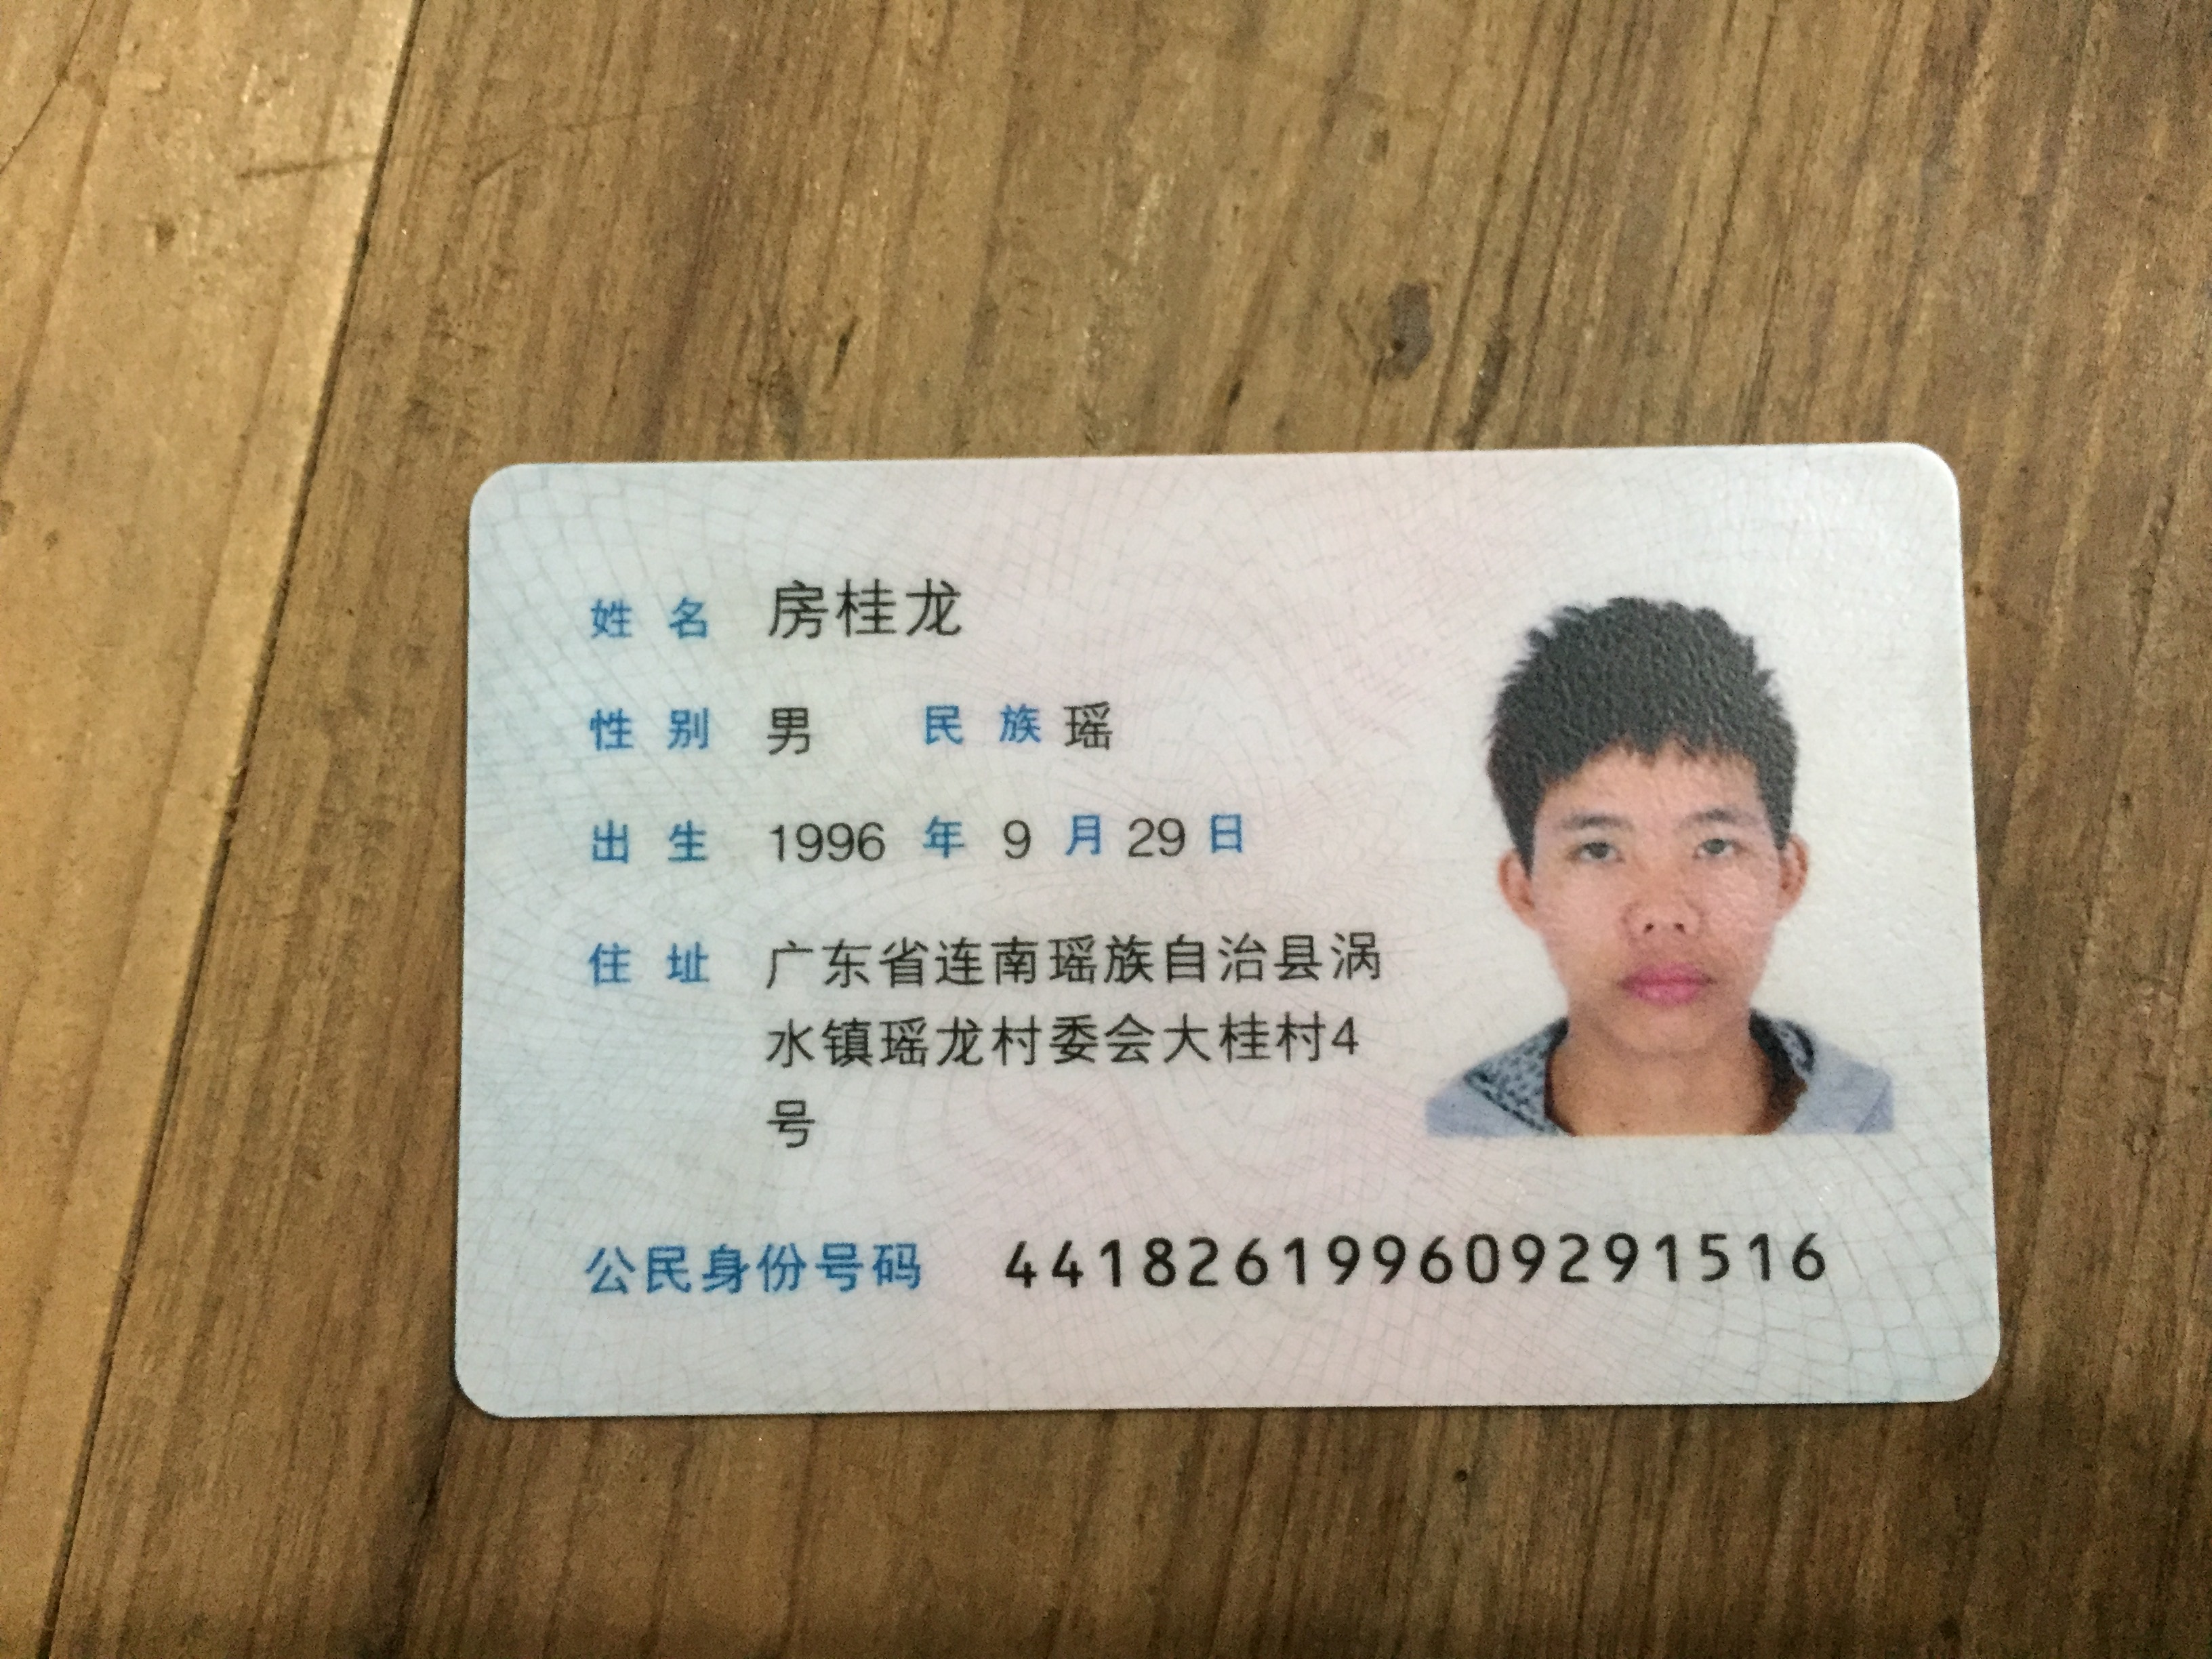 姓名 房桂龙
性别 男 民族 瑶
出生 1996 年 9 月 29 日
住址 广东省连南瑶族自治县涡
水镇瑶龙村委会大桂村4
号
公民身份号码 441826199609291516